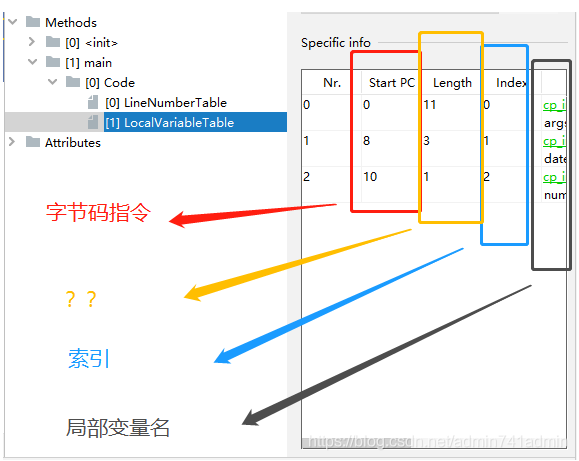 Methods
[0] <init>
[1] main
[0] Code
[0] LineNumberTable
[1] LocalVariableTable
Attributes
Specific info
Nr. Start PC Length Index
0 0 11 0 cp_i
args
1 8 3 1 cp_i
date
2 10 1 2 cp_i
num
字节码指令
？？
索引
局部变量名
https://blog.csdn.net/admin741admin